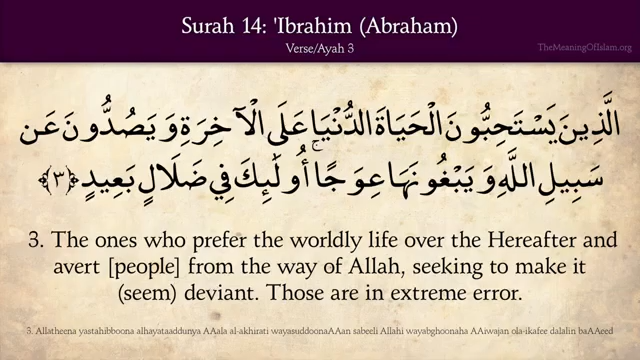 Surah 14: 'Ibrahim (Abraham)
Verse/Ayah 3
TheMeaningOfIslam.org
الَّذِينَ يَسْتَحِبُّونَ الْحَيَاةَ الدُّنْيَا عَلَى الْآخِرَةِ وَيَصُدُّونَ عَن
سَبِيلِ اللَّهِ وَيَبْغُونَهَا عِوَجًا ۚ أُولَٰئِكَ فِي ضَلَالٍ بَعِيدٍ ﴿٣﴾
3. The ones who prefer the worldly life over the Hereafter and
avert [people] from the way of Allah, seeking to make it
(seem) deviant. Those are in extreme error.
3. Allatheena yastahibboona alhayataaddunya AAala al-akhirati wayasuddoonaAAan sabeeli Allahi wayabghoonaha AAiwajan ola-ikafee dalalin baAAeed